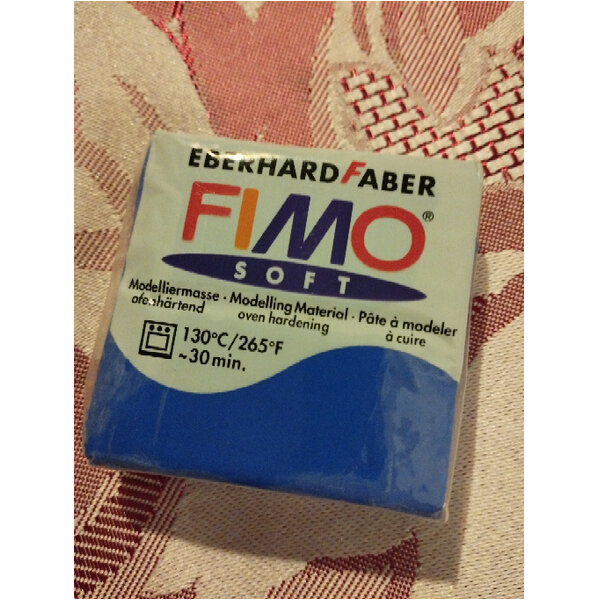 EBERHARDFABER
FIMO®
SOFT
Modelliermasse · Modelling Material · Pâte à modeler
ofenhärtend oven hardening à cuire
130°C/265°F
~30 min.